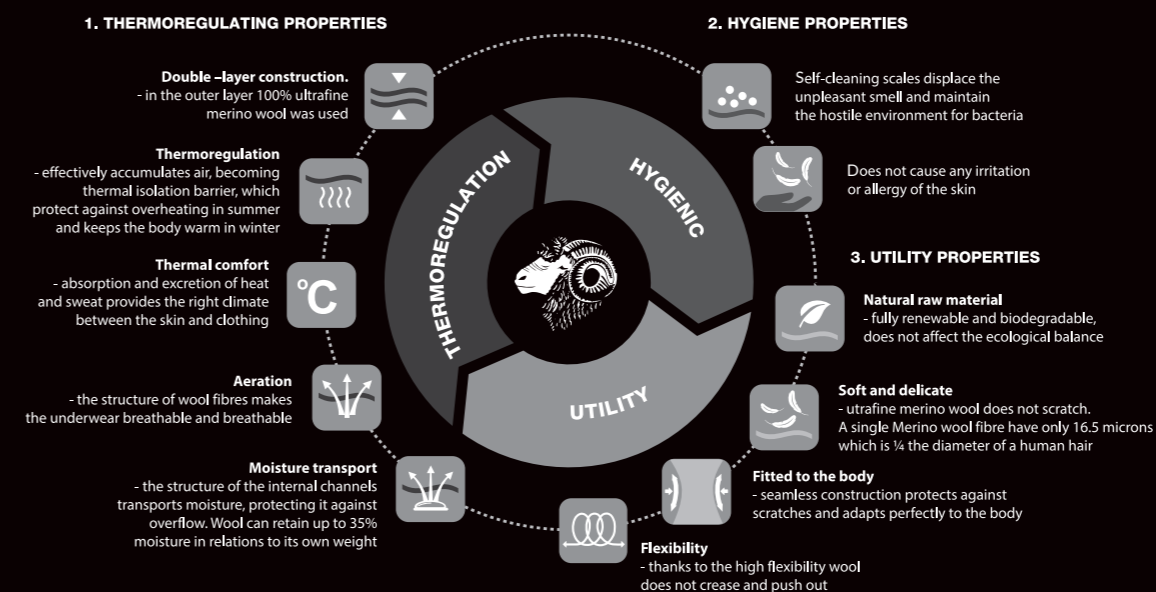 1. THERMOREGULATING PROPERTIES
Double –layer construction.
- in the outer layer 100% ultrafine
merino wool was used
Thermoregulation
- effectively accumulates air, becoming
thermal isolation barrier, which
protect against overheating in summer
and keeps the body warm in winter
Thermal comfort
- absorption and excretion of heat
and sweat provides the right climate
between the skin and clothing
°C
Aeration
- the structure of wool fibres makes
the underwear breathable and breathable
Moisture transport
- the structure of the internal channels
transports moisture, protecting it against
overflow. Wool can retain up to 35%
moisture in relations to its own weight
THERMOREGULATION
HYGIENIC
UTILITY
2. HYGIENE PROPERTIES
Self-cleaning scales displace the
unpleasant smell and maintain
the hostile environment for bacteria
Does not cause any irritation
or allergy of the skin
3. UTILITY PROPERTIES
Natural raw material
- fully renewable and biodegradable,
does not affect the ecological balance
Soft and delicate
- utrafine merino wool does not scratch.
A single Merino wool fibre have only 16.5 microns
which is ¼ the diameter of a human hair
Fitted to the body
- seamless construction protects against
scratches and adapts perfectly to the body
Flexibility
- thanks to the high flexibility wool
does not crease and push out